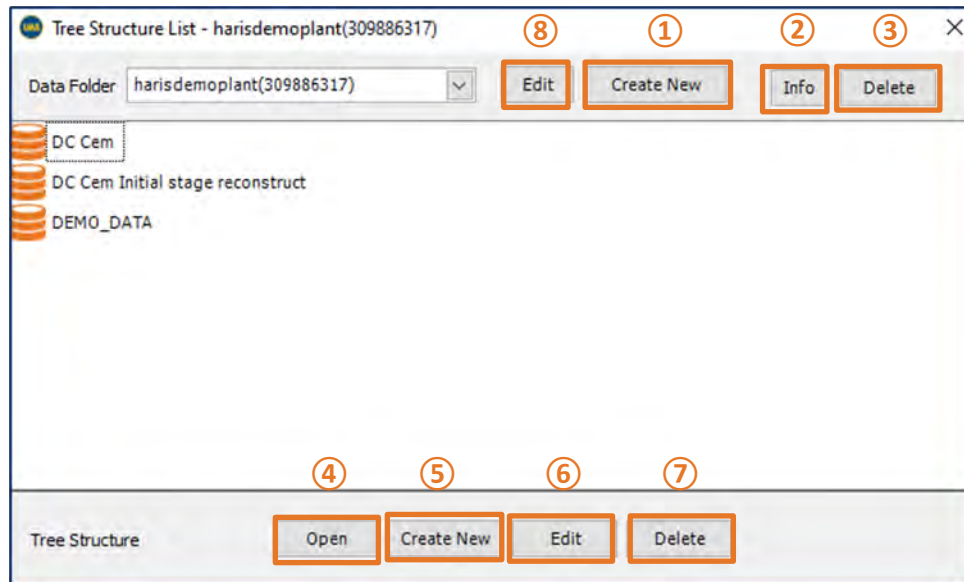 UMA Tree Structure List - harisdemoplant(309886317)
⑧ ① ② ③
Data Folder harisdemoplant(309886317) Edit Create New Info Delete
DC Cem
DC Cem Initial stage reconstruct
DEMO_DATA
④ ⑤ ⑥ ⑦
Tree Structure Open Create New Edit Delete